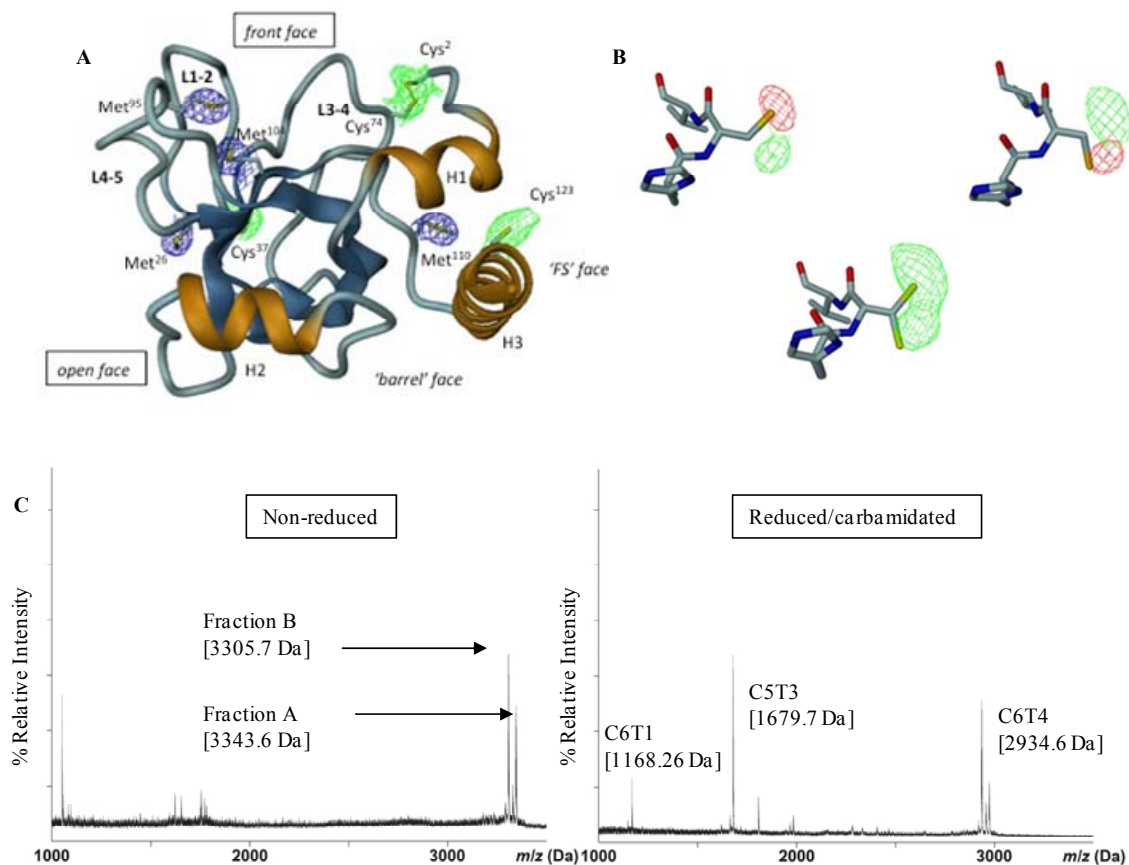 A
front face
Cys2
B
L1-2
Met95
L3-4
Cys74
Met104
L4-5
H1
Cys123
Met26
Cys37
Met110
'FS' face
H3
open face
H2
'barrel' face
C
Non-reduced
Reduced/carbamidated
% Relative Intensity
Fraction B
[3305.7 Da]
Fraction A
[3343.6 Da]
1000
2000
3000
m/z (Da)
% Relative Intensity
C6T1
[1168.26 Da]
C5T3
[1679.7 Da]
C6T4
[2934.6 Da]
1000
2000
3000
m/z (Da)